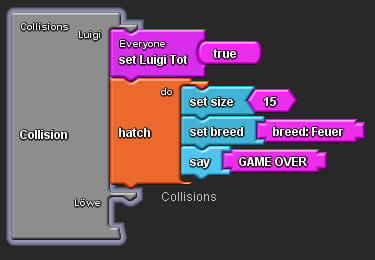 Collisions
Luigi
Everyone
set Luigi Tot true
do
set size 15
Collision hatch set breed breed: Feuer
say GAME OVER
Löwe
Collisions